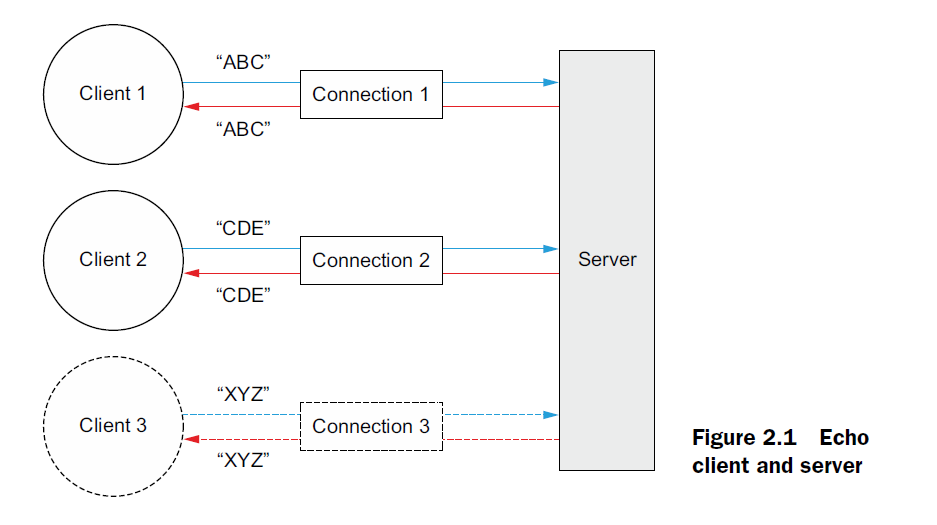 “ABC”
Client 1
Connection 1
“ABC”
“CDE”
Client 2
Connection 2
Server
“CDE”
“XYZ”
Client 3
Connection 3
“XYZ”
Figure 2.1 Echo
client and server